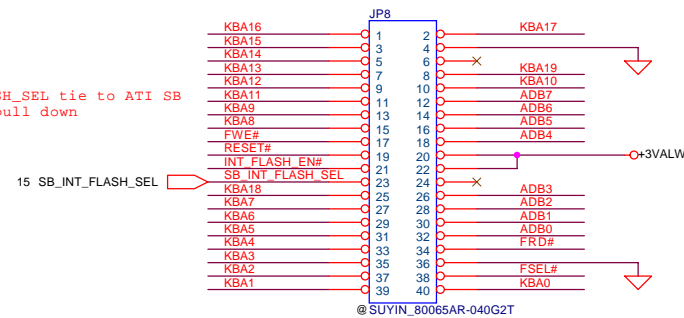 JP8
KBA16 1 2 KBA17
KBA15 3 4
KBA14 5 6
KBA13 7 8 KBA19
KBA12 9 10 KBA10
KBA11 11 12 ADB7
KBA9 13 14 ADB6
KBA8 15 16 ADB5
FWE# 17 18 ADB4
RESET# 19 20 +3VALW
INT_FLASH_EN# 21 22
15 SB_INT_FLASH_SEL SB_INT_FLASH_SEL 23 24
KBA18 25 26 ADB3
KBA7 27 28 ADB2
KBA6 29 30 ADB1
KBA5 31 32 ADB0
KBA4 33 34 FRD#
KBA3 35 36
KBA2 37 38 FSEL#
KBA1 39 40 KBA0
@SUYIN_80065AR-040G2T
SH_SEL tie to ATI SB
pull down